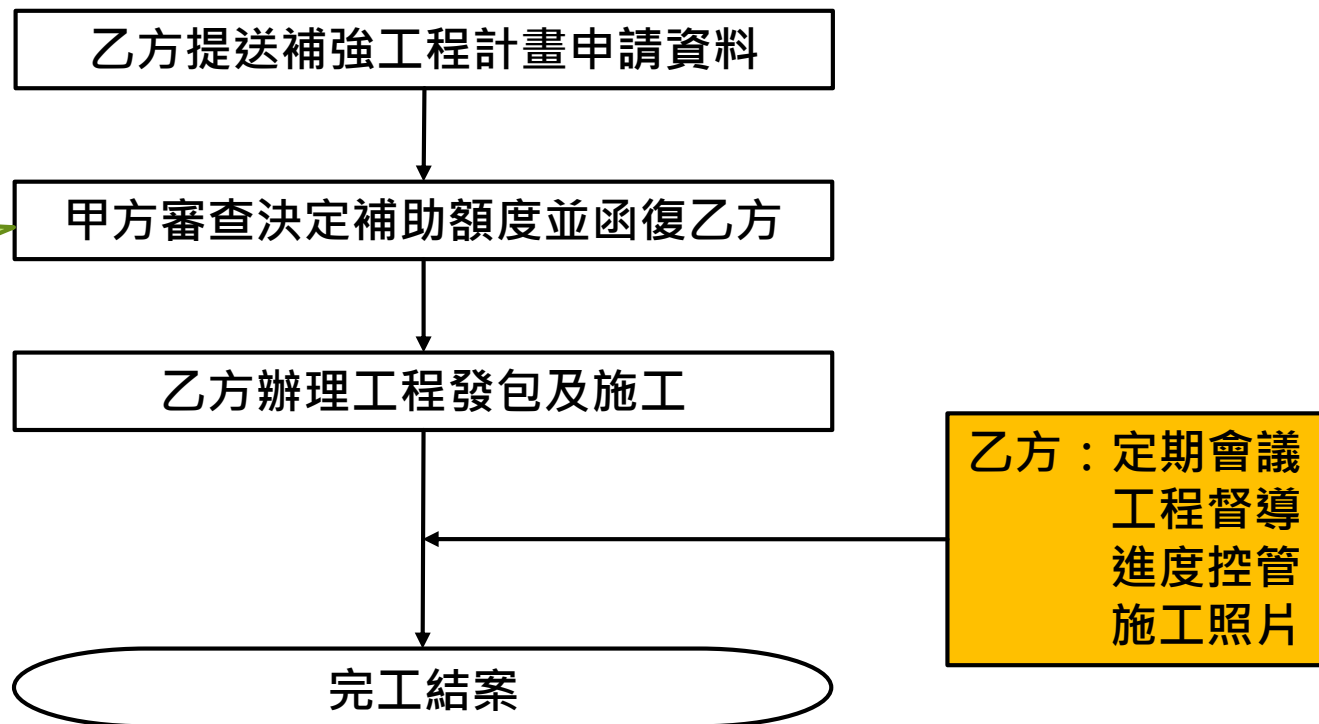 乙方提送補強工程計畫申請資料
甲方審查決定補助額度並函復乙方
乙方辦理工程發包及施工
乙方：定期會議
工程督導
進度控管
施工照片
完工結案